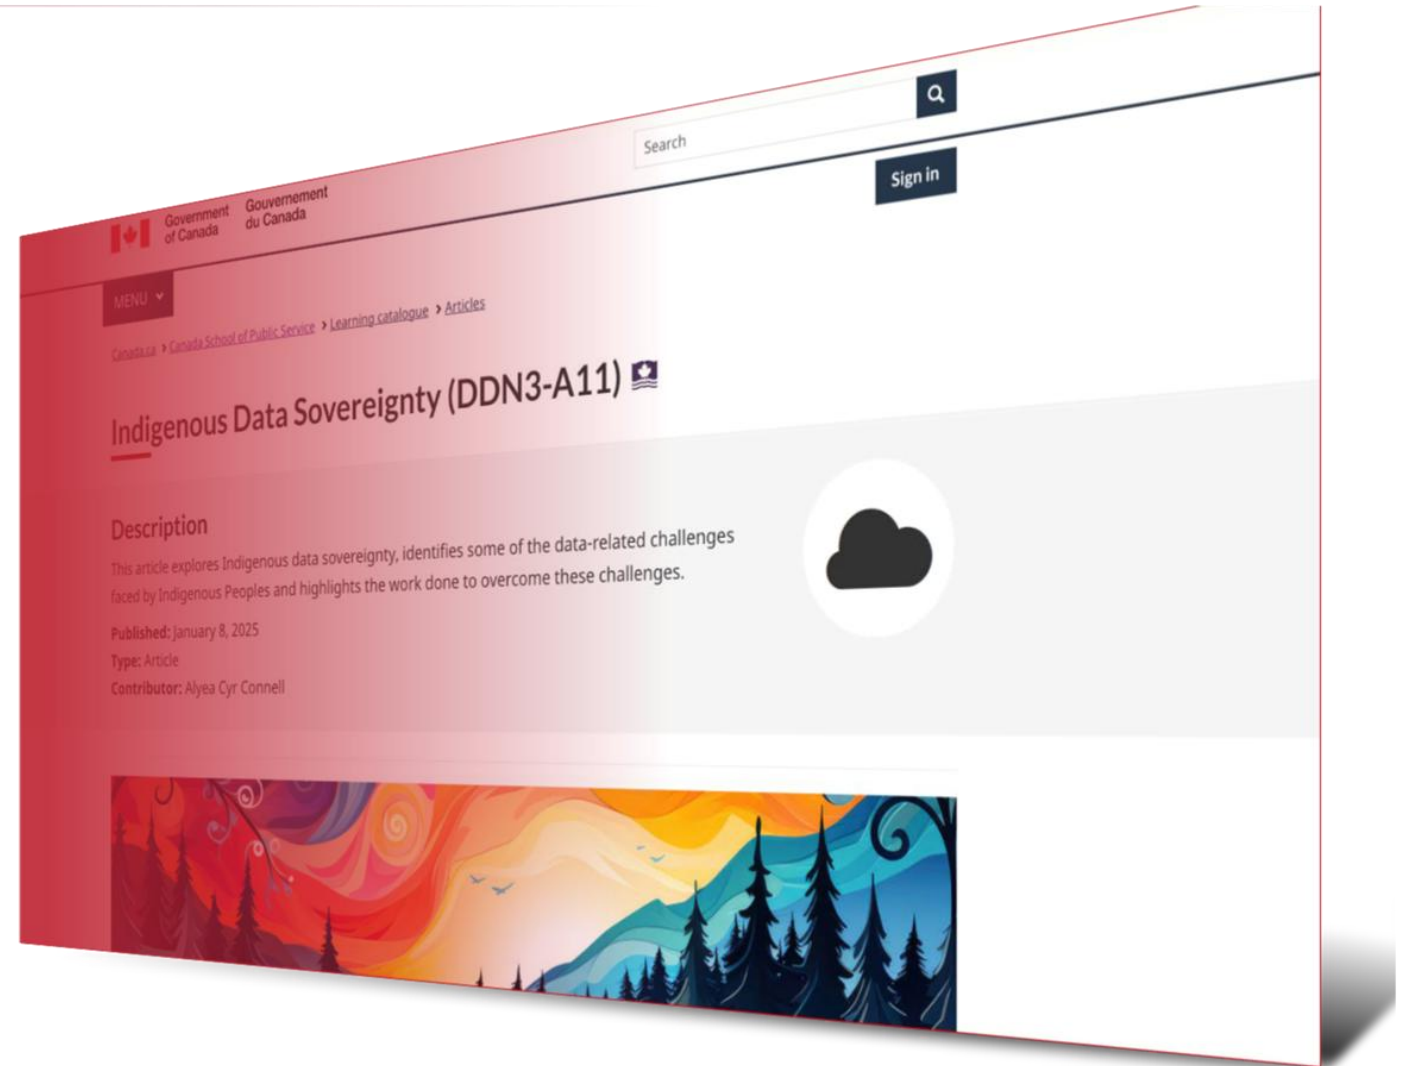 Search
Sign in
Government
of Canada
Gouvernement
du Canada
MENU
Canada.ca > Canada School of Public Service > Learning catalogue > Articles
Indigenous Data Sovereignty (DDN3-A11)
Description
This article explores Indigenous data sovereignty, identifies some of the data-related challenges
faced by Indigenous Peoples and highlights the work done to overcome these challenges.
Published: January 8, 2025
Type: Article
Contributor: Alyea Cyr Connell